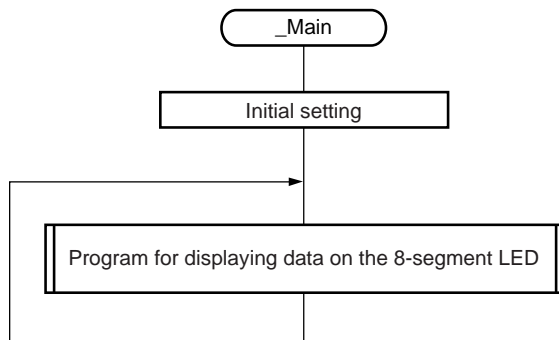 _Main
Initial setting
Program for displaying data on the 8-segment LED